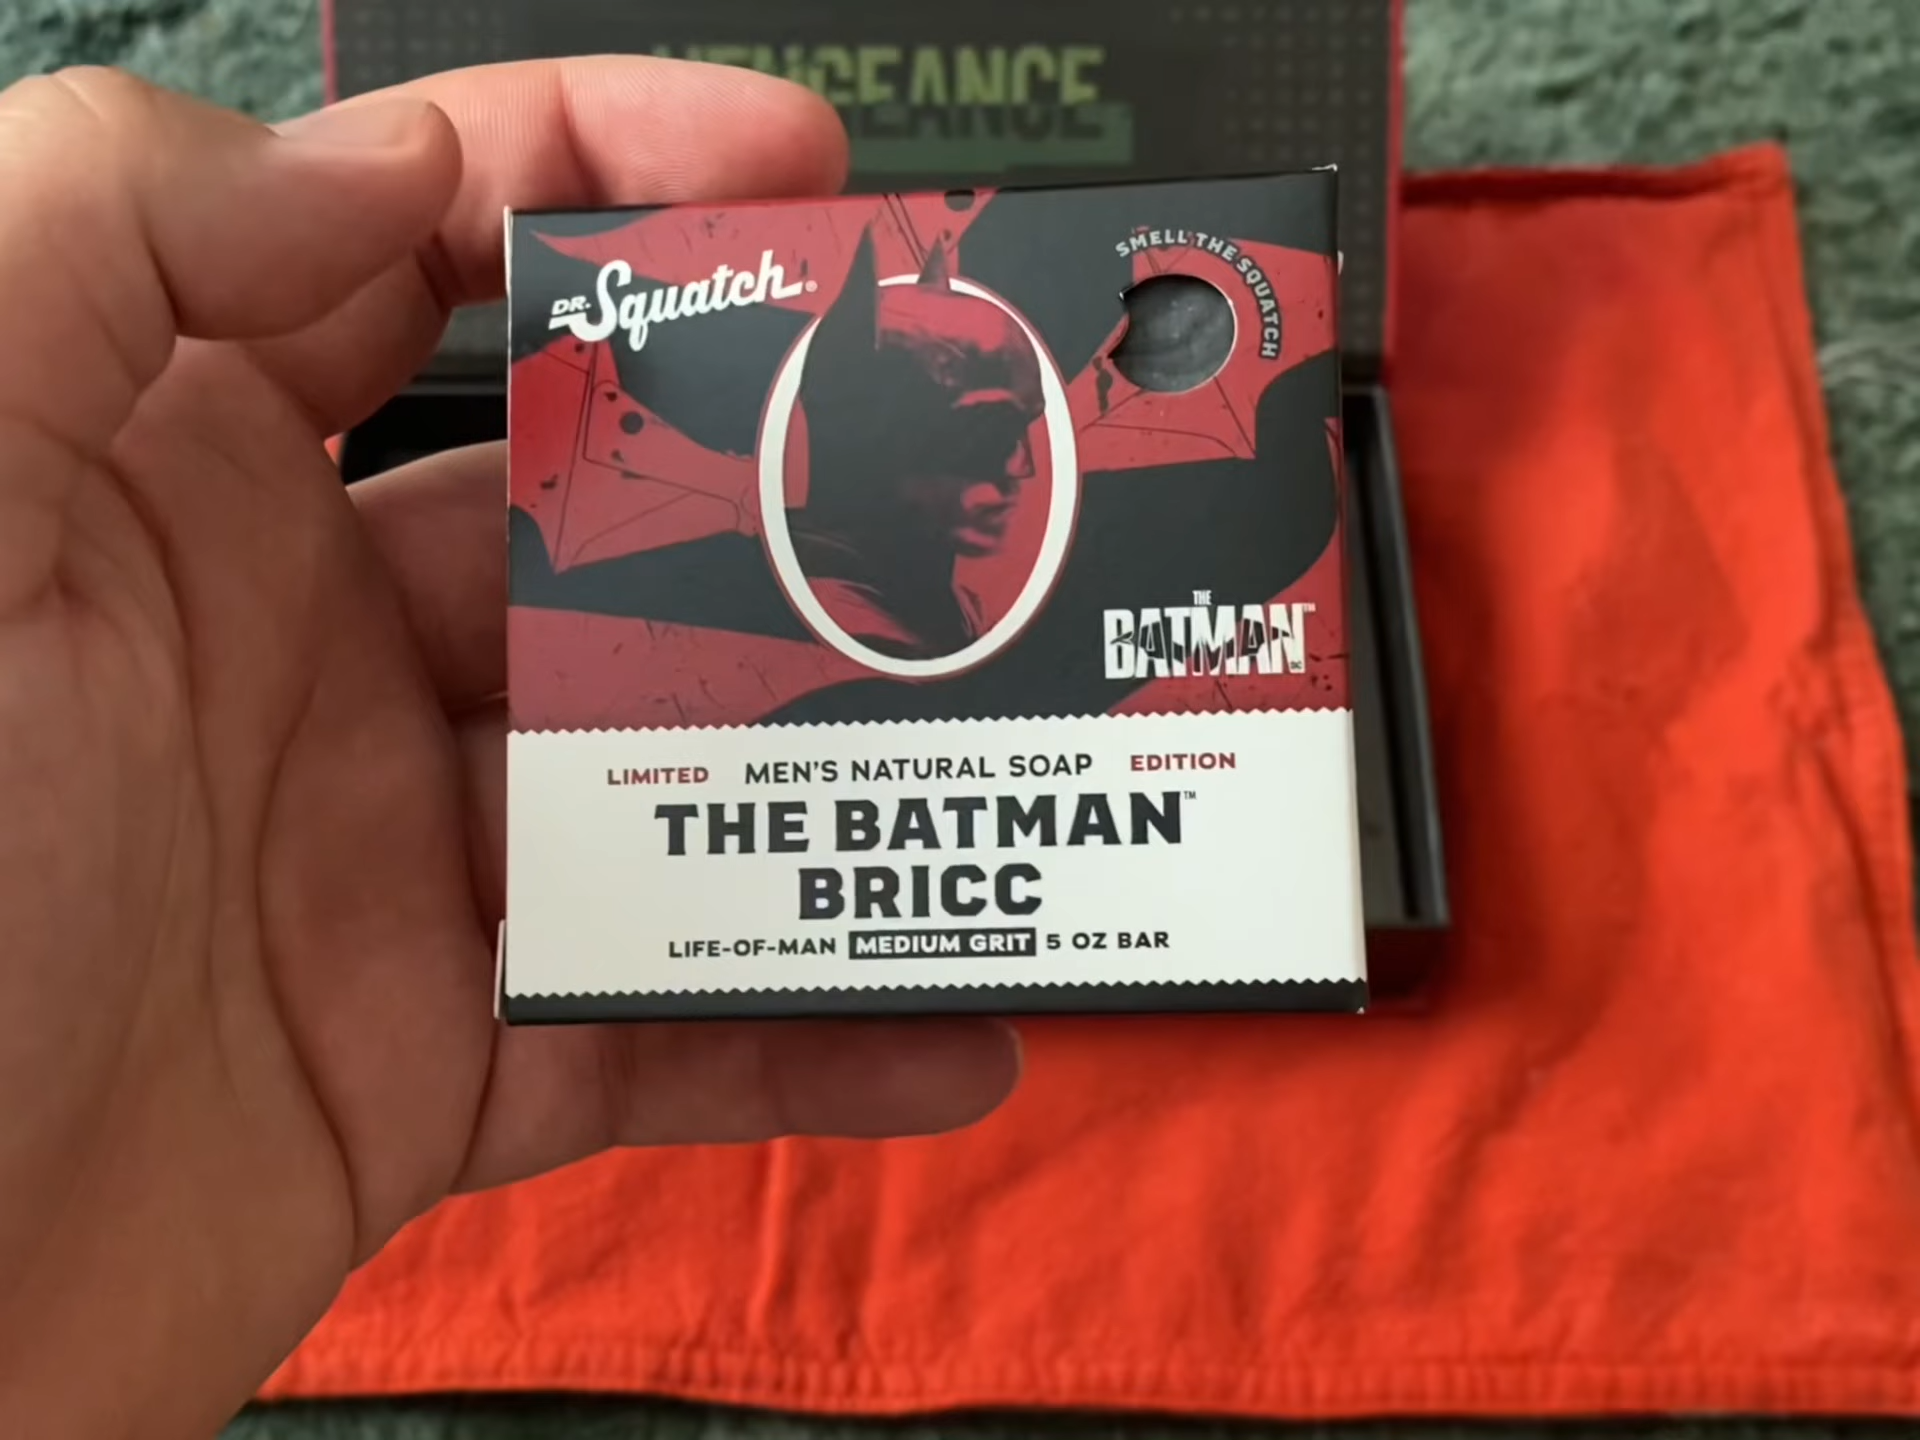 VENGEANCE
DR. Squatch®
SMELL THE SQUATCH
THE
BATMAN™
DC
LIMITED MEN'S NATURAL SOAP EDITION
THE BATMAN™
BRICC
LIFE-OF-MAN MEDIUM GRIT 5 OZ BAR